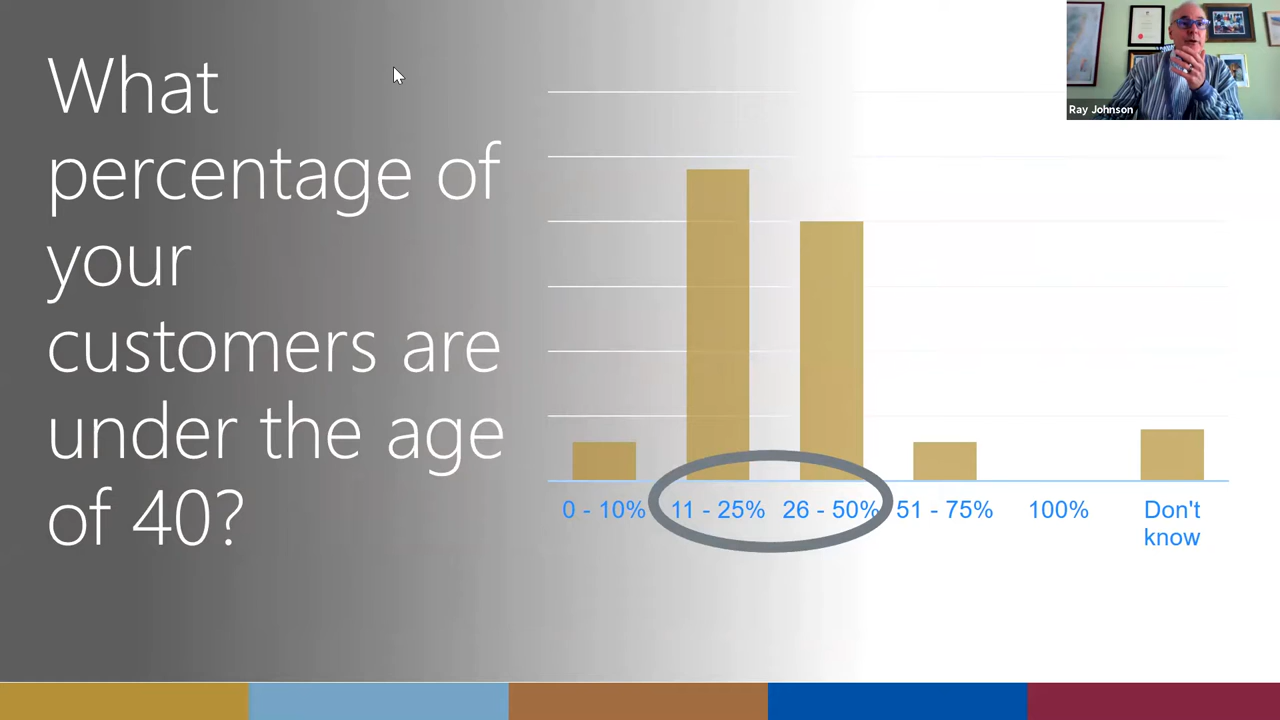 What
percentage of
your
customers are
under the age
of 40?
Ray Johnson
0 - 10%
11 - 25%
26 - 50%
51 - 75%
100%
Don't
know